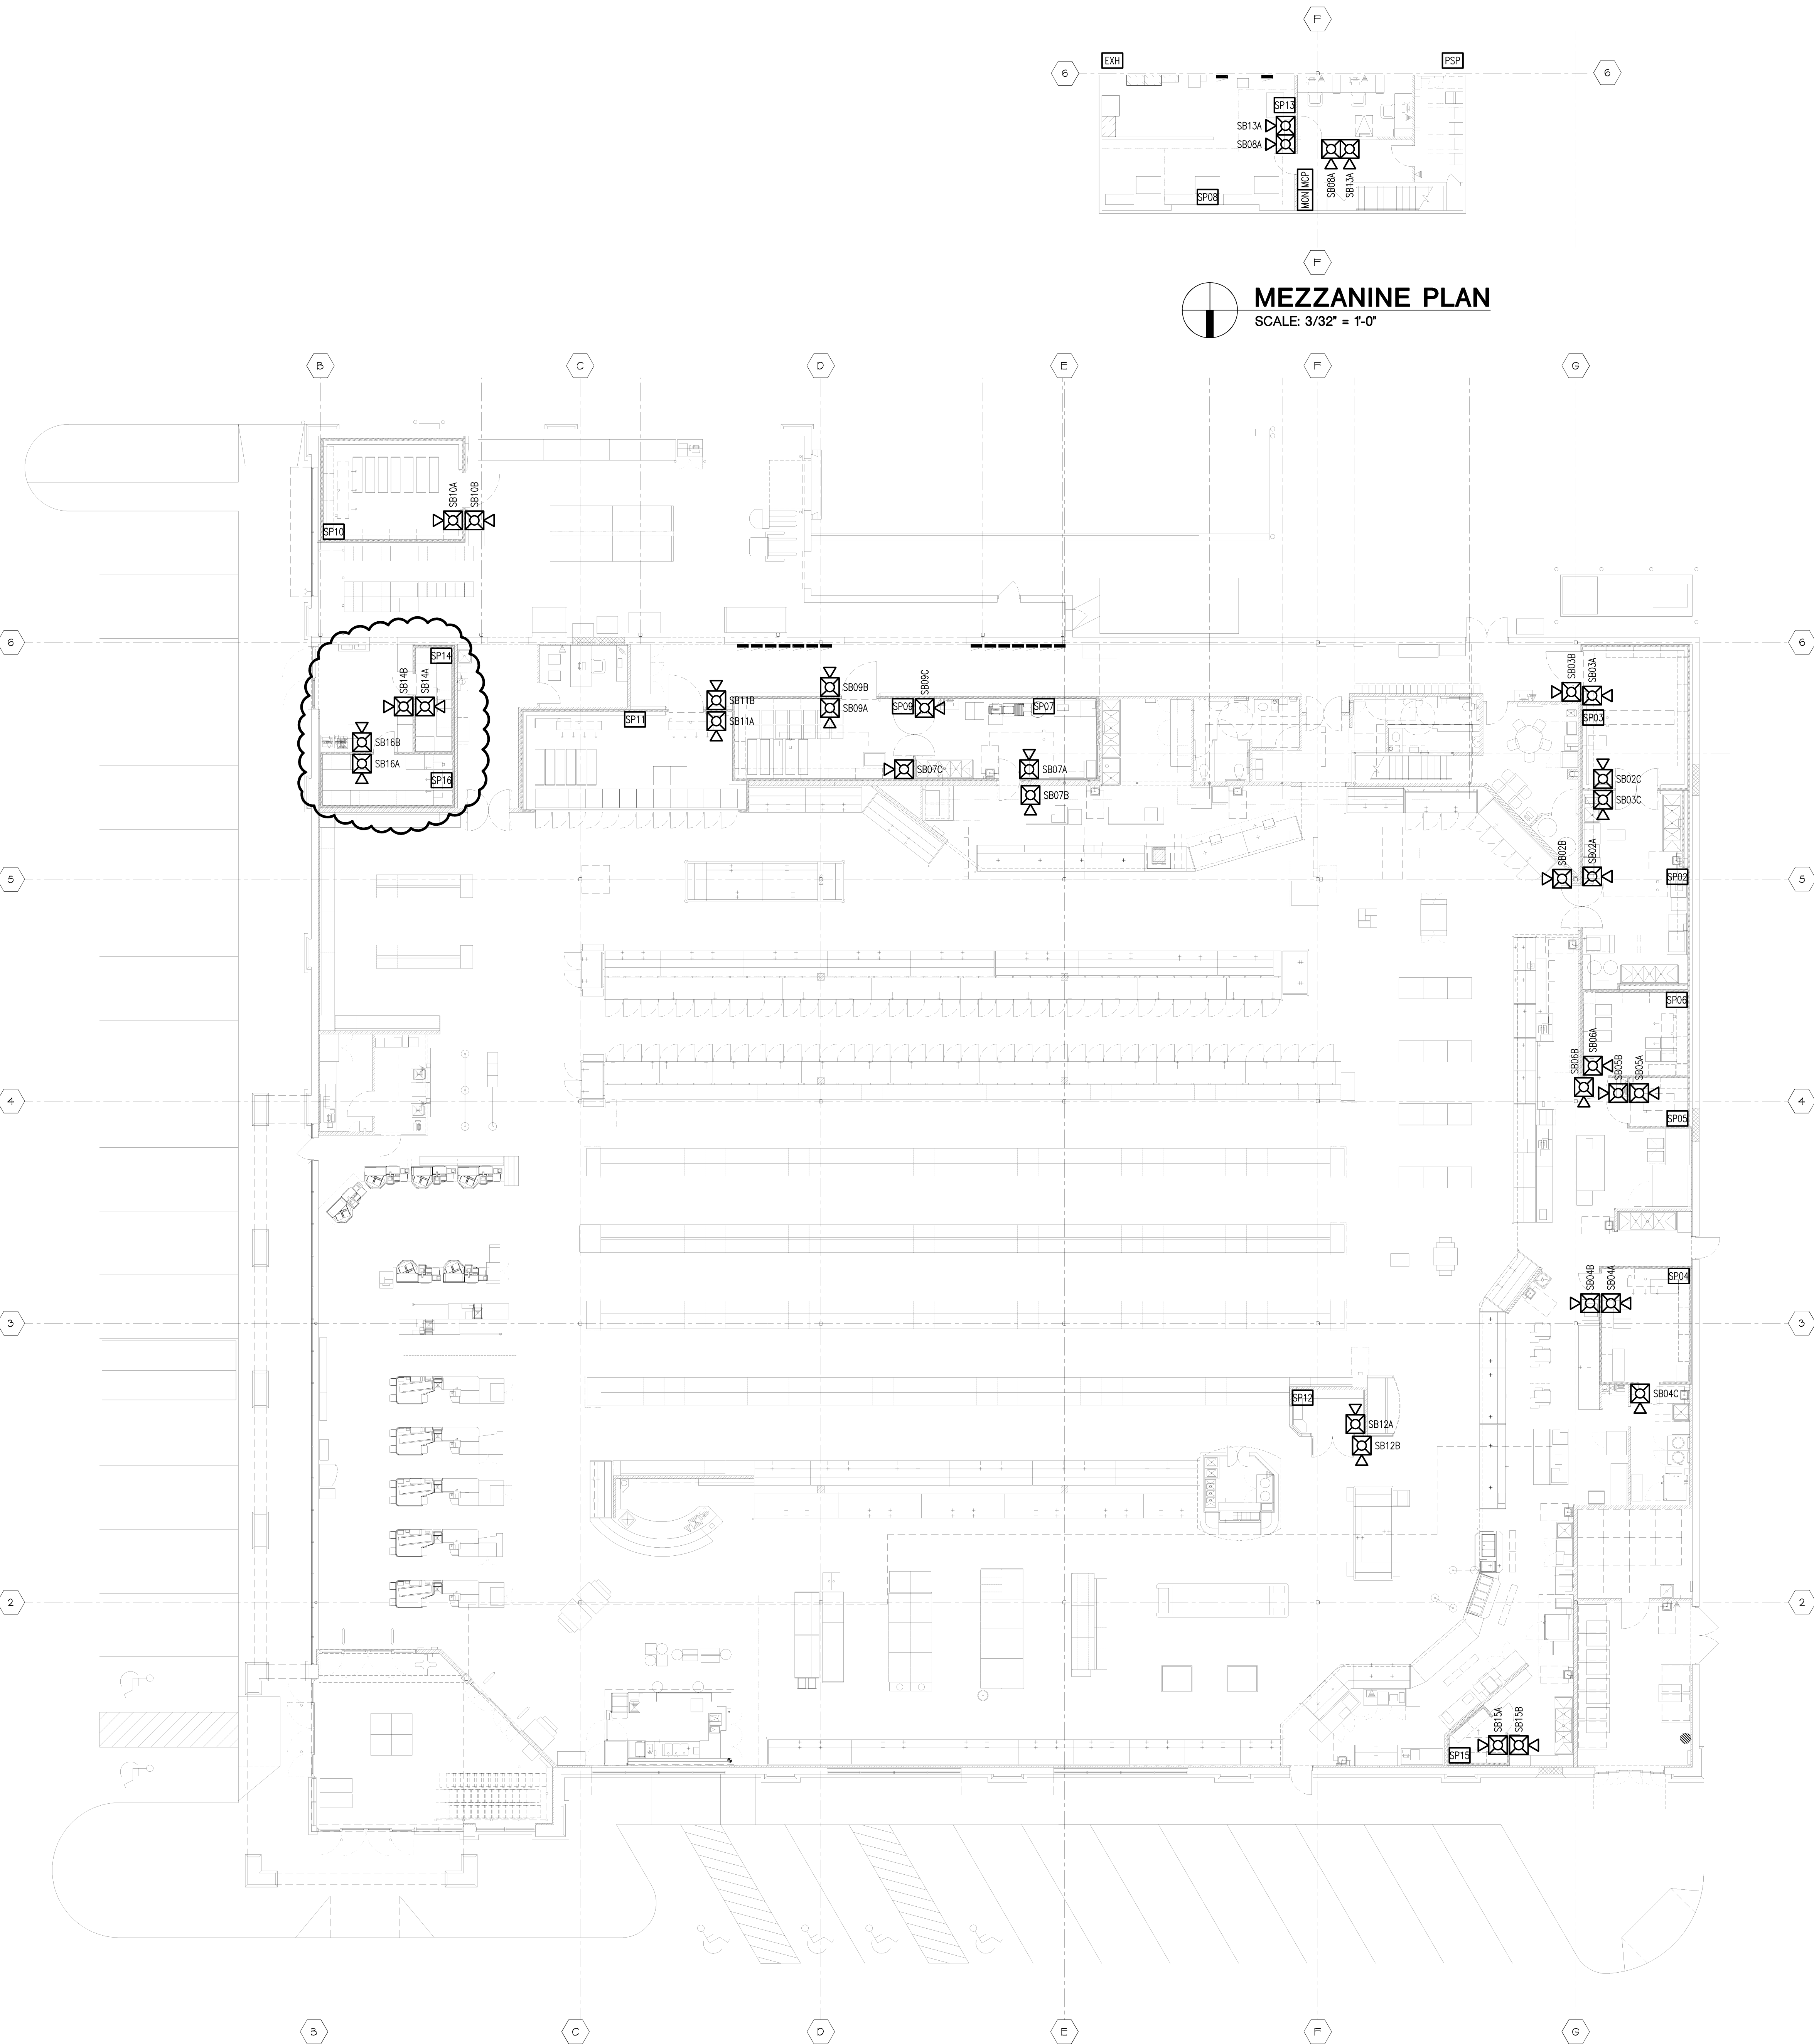 F
EXH
PSP
6
6
SP13
SB13A
SB08A
SB08A
SB13A
MCP
MON
SP08
F
MEZZANINE PLAN
SCALE: 3/32" = 1'-0"
B
C
D
E
F
G
SB10A
SB10B
SP10
6
6
SP14
SB14B
SB14A
SB16B
SB16A
SP16
SP11
SB11B
SB11A
SB09B
SB09A
SP09
SB09C
SP07
SB07C
SB07A
SB07B
SB03B
SB03A
SP03
SB02C
SB03C
SB02B
SB02A
SP02
5
5
SP06
SB06A
SB06B
SB05B
SB05A
SP05
4
4
SP04
SB04B
SB04A
3
3
SB04C
SP12
SB12A
SB12B
2
2
SB15A
SB15B
SP15
B
C
D
E
F
G